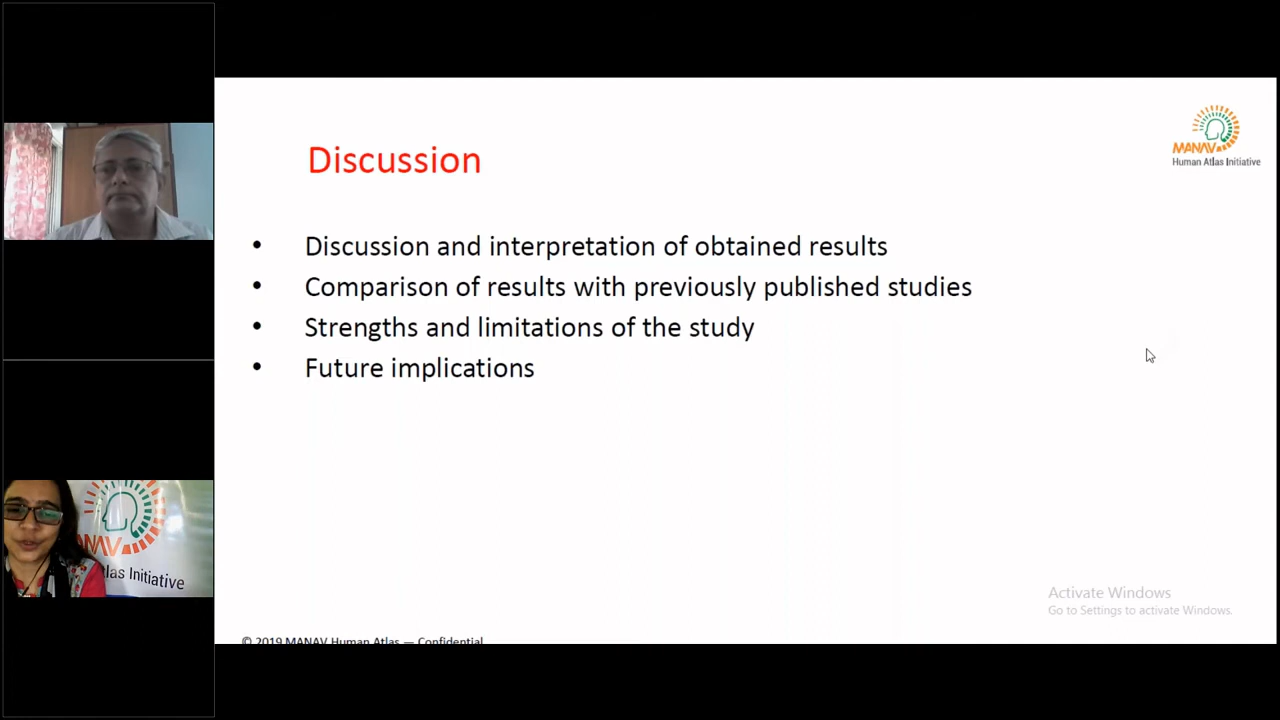 MANAV
Human Atlas Initiative
Discussion
• Discussion and interpretation of obtained results
• Comparison of results with previously published studies
• Strengths and limitations of the study
• Future implications
Atlas Initiative
Activate Windows
Go to Settings to activate Windows.
© 2019 MANAV Human Atlas — Confidential